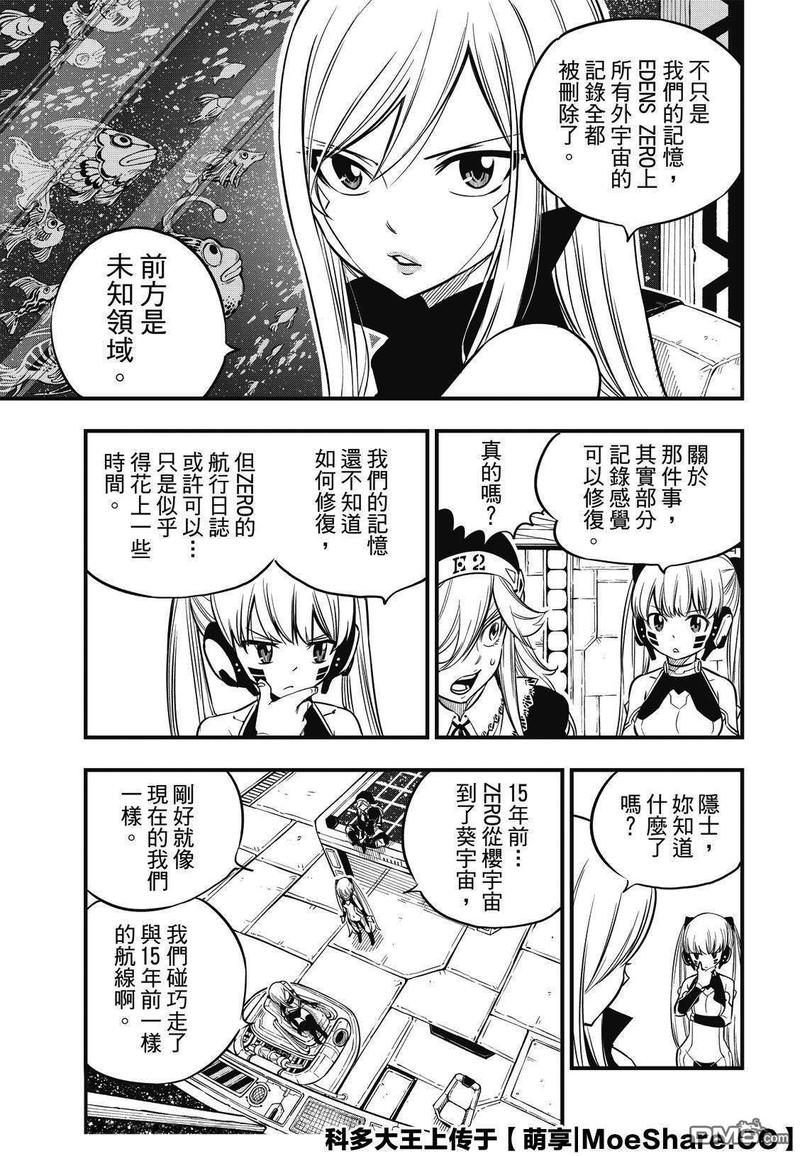 不只是
我們的記憶，
EDENS ZERO上
所有外宇宙的
記錄全都
被刪除了。
前方是
未知領域。
關於
那件事，
其實部分
記錄感覺
可以修復。
真的嗎？
E2
我們的記憶
還不知道
如何修復，
但ZERO的
航行日誌
或許可以…
只是似乎
得花上一些
時間。
隱士，
妳知道
什麼了
嗎？
15年前…
ZERO從櫻宇宙
到了葵宇宙，
剛好就像
現在的我們
一樣。
我們碰巧走了
與15年前一樣
的航線啊。
科多大王上传于【萌享|MoeShare.CC】